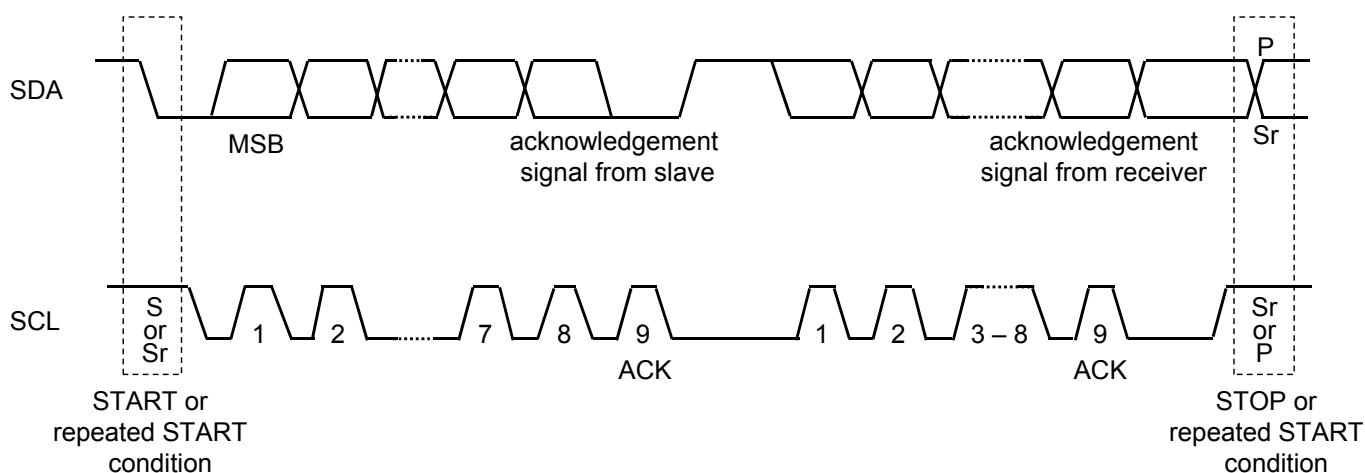 P
SDA
MSB
acknowledgement
signal from slave
acknowledgement
signal from receiver
Sr
SCL
S
or
Sr
1
2
7
8
9
1
2
3 – 8
9
Sr
or
P
ACK
ACK
START or
repeated START
condition
STOP or
repeated START
condition